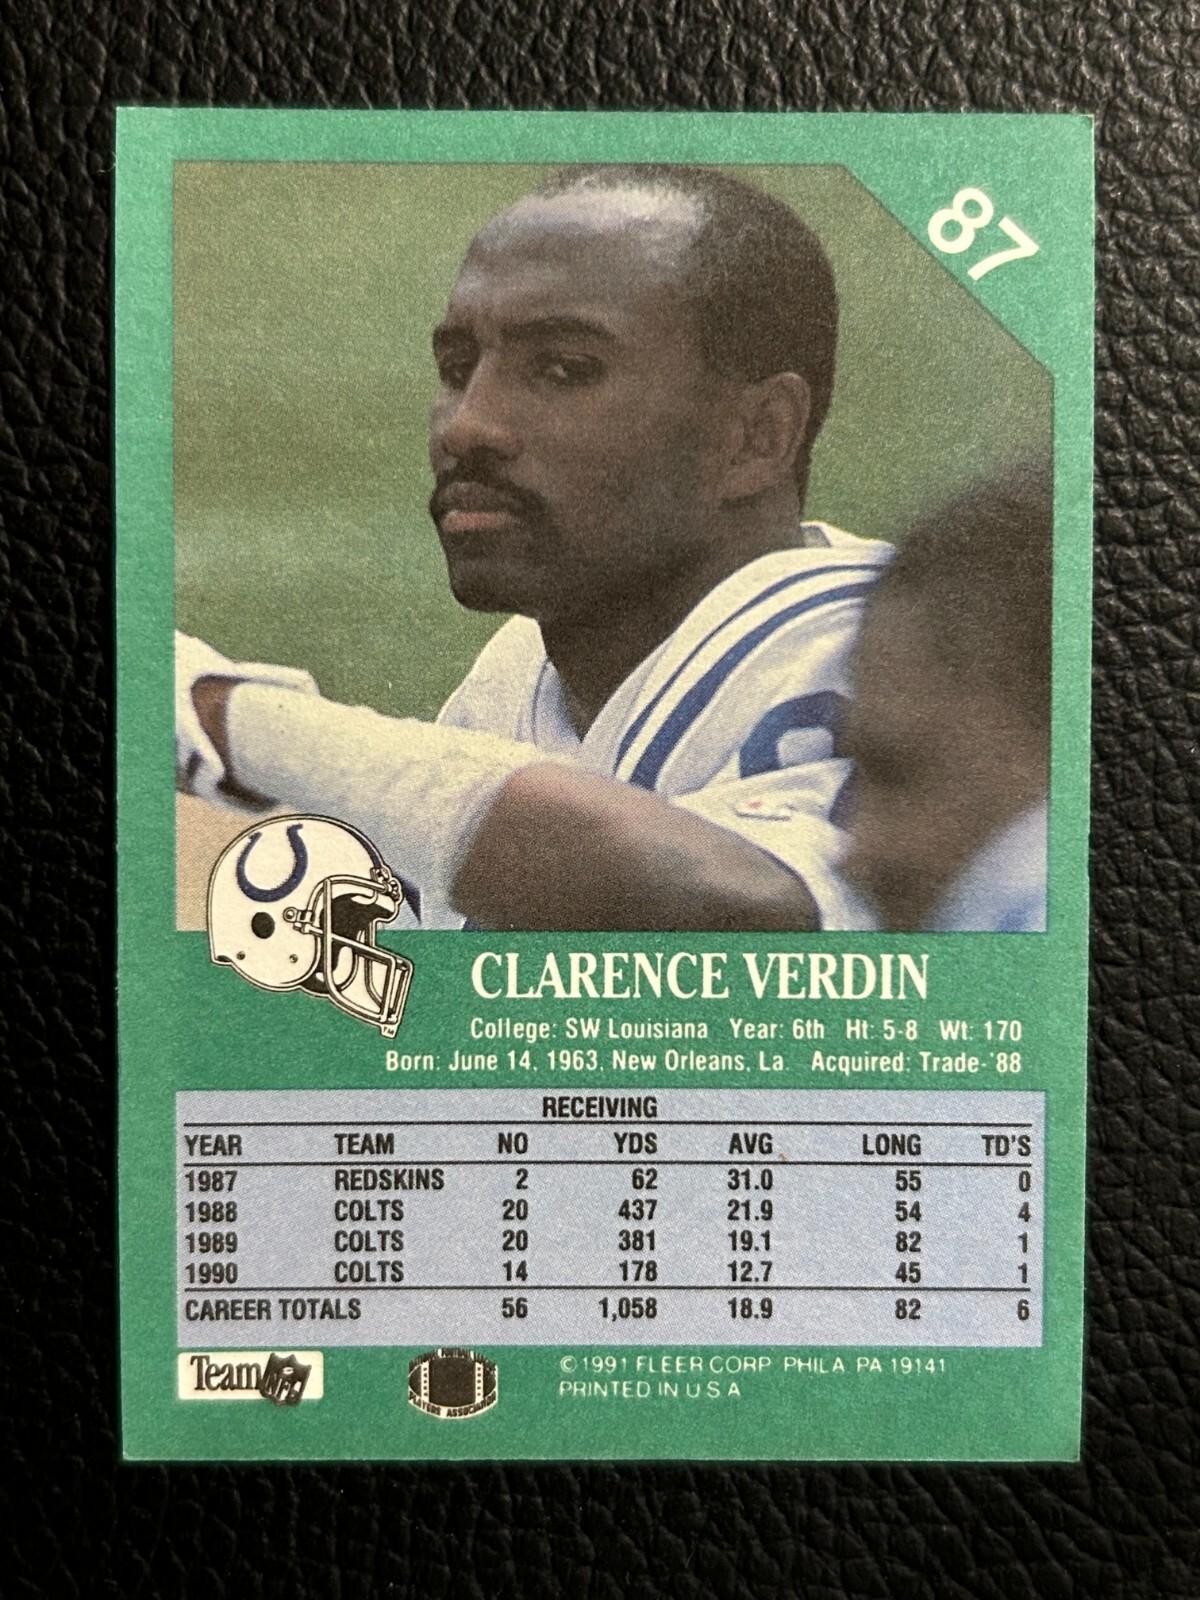 87
CLARENCE VERDIN
College: SW Louisiana Year: 6th Ht: 5-8 Wt: 170
Born: June 14, 1963, New Orleans, La. Acquired: Trade-'88
RECEIVING
YEAR TEAM NO YDS AVG LONG TD'S
1987 REDSKINS 2 62 31.0 55 0
1988 COLTS 20 437 21.9 54 4
1989 COLTS 20 381 19.1 82 1
1990 COLTS 14 178 12.7 45 1
CAREER TOTALS 56 1,058 18.9 82 6
Team NFL
PLAYERS
©1991 FLEER CORP PHILA PA 19141
PRINTED IN U S A
TM